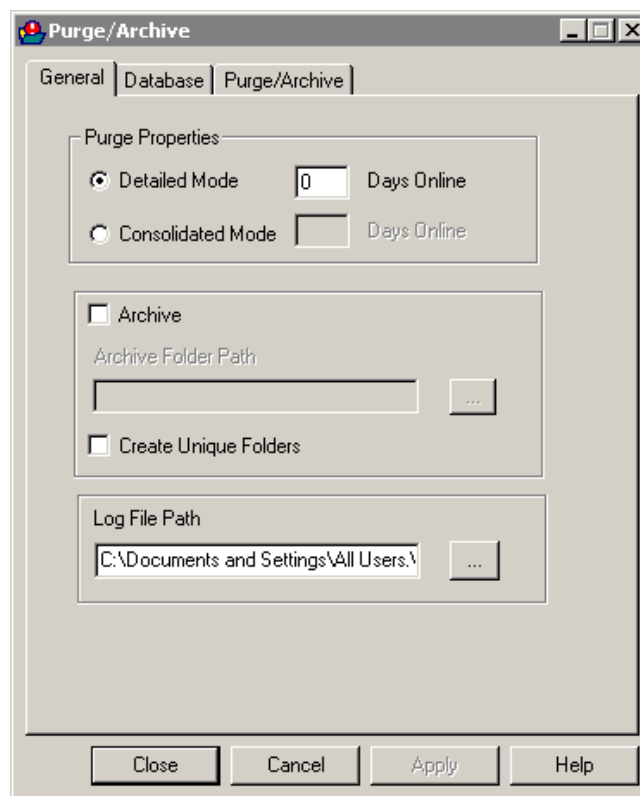 Purge/Archive
General Database Purge/Archive
Purge Properties
Detailed Mode 0 Days Online
Consolidated Mode Days Online
Archive
Archive Folder Path
...
Create Unique Folders
Log File Path
C:\Documents and Settings\All Users.\ ...
Close Cancel Apply Help